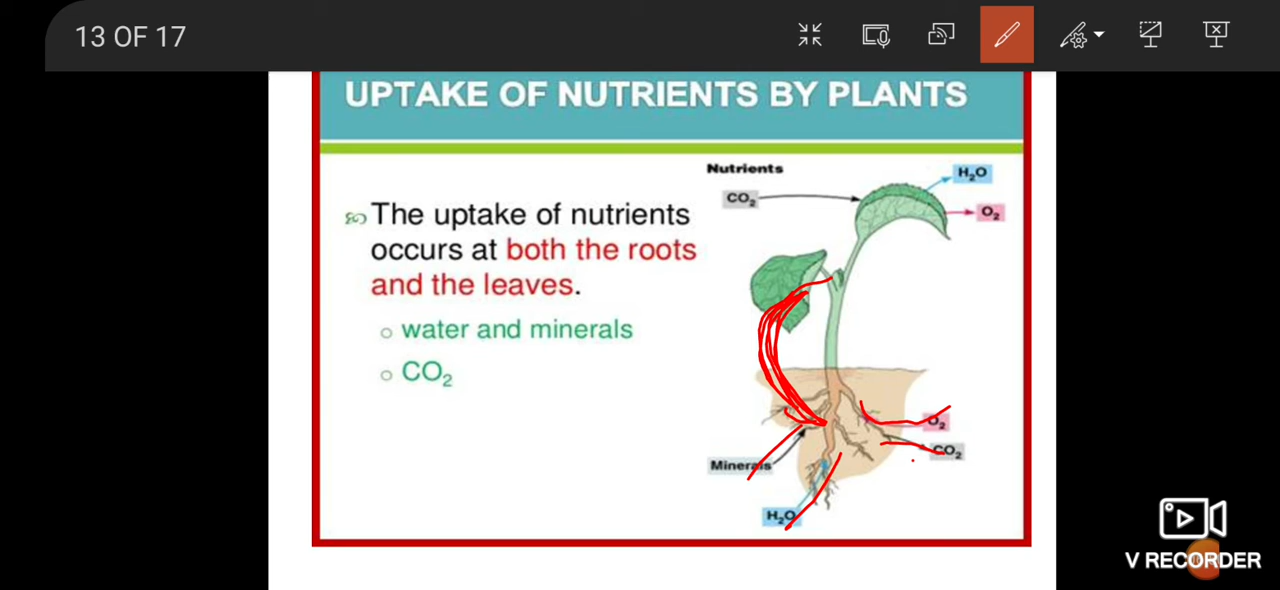 13 OF 17
UPTAKE OF NUTRIENTS BY PLANTS
The uptake of nutrients
occurs at both the roots
and the leaves.
water and minerals
CO₂
Nutrients
CO₂
H₂O
O₂
O₂
CO₂
Minerals
H₂O
V RECORDER